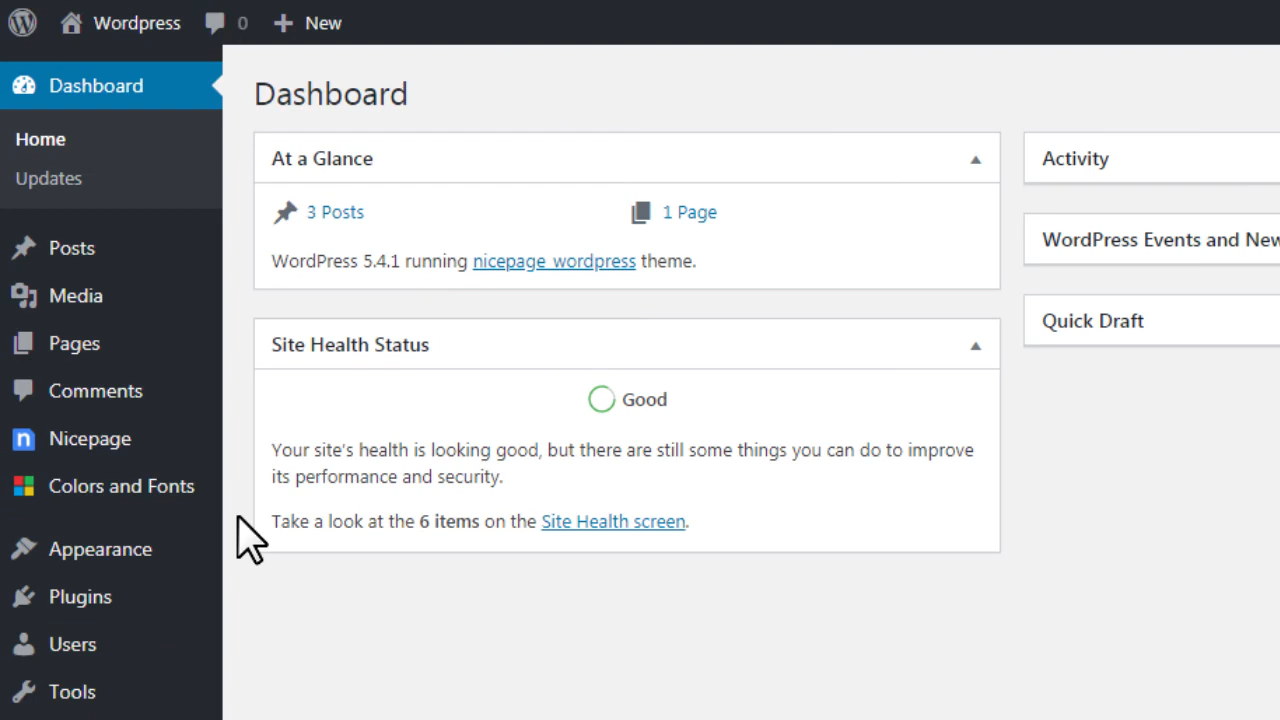 Wordpress 0 New
Dashboard
Home
Updates
Posts
Media
Pages
Comments
Nicepage
Colors and Fonts
Appearance
Plugins
Users
Tools
Dashboard
At a Glance
3 Posts 1 Page
WordPress 5.4.1 running nicepage wordpress theme.
Site Health Status
Good
Your site's health is looking good, but there are still some things you can do to improve
its performance and security.
Take a look at the 6 items on the Site Health screen.
Activity
WordPress Events and New
Quick Draft